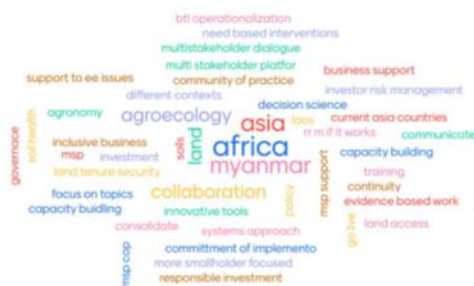 btl operationalization
need based interventions
multistakeholder dialogue
multi stakeholder platfor
business support
support to ee issues
community of practice
investor risk management
different contexts
decision science
agronomy
agroecology
asia
laos
current asia countries
governace
soil health
rr m if it works
communicate
inclusive business
soils
land
africa
capacity building
msp
investment
myanmar
land tenure security
training
msp support
continuity
focus on topics
collaboration
policy
evidence based work
capacity buidling
innovative tools
go live
land access
consolidate
systems approach
msp cop
committment of implemento
more smallholder focused
responsible investment